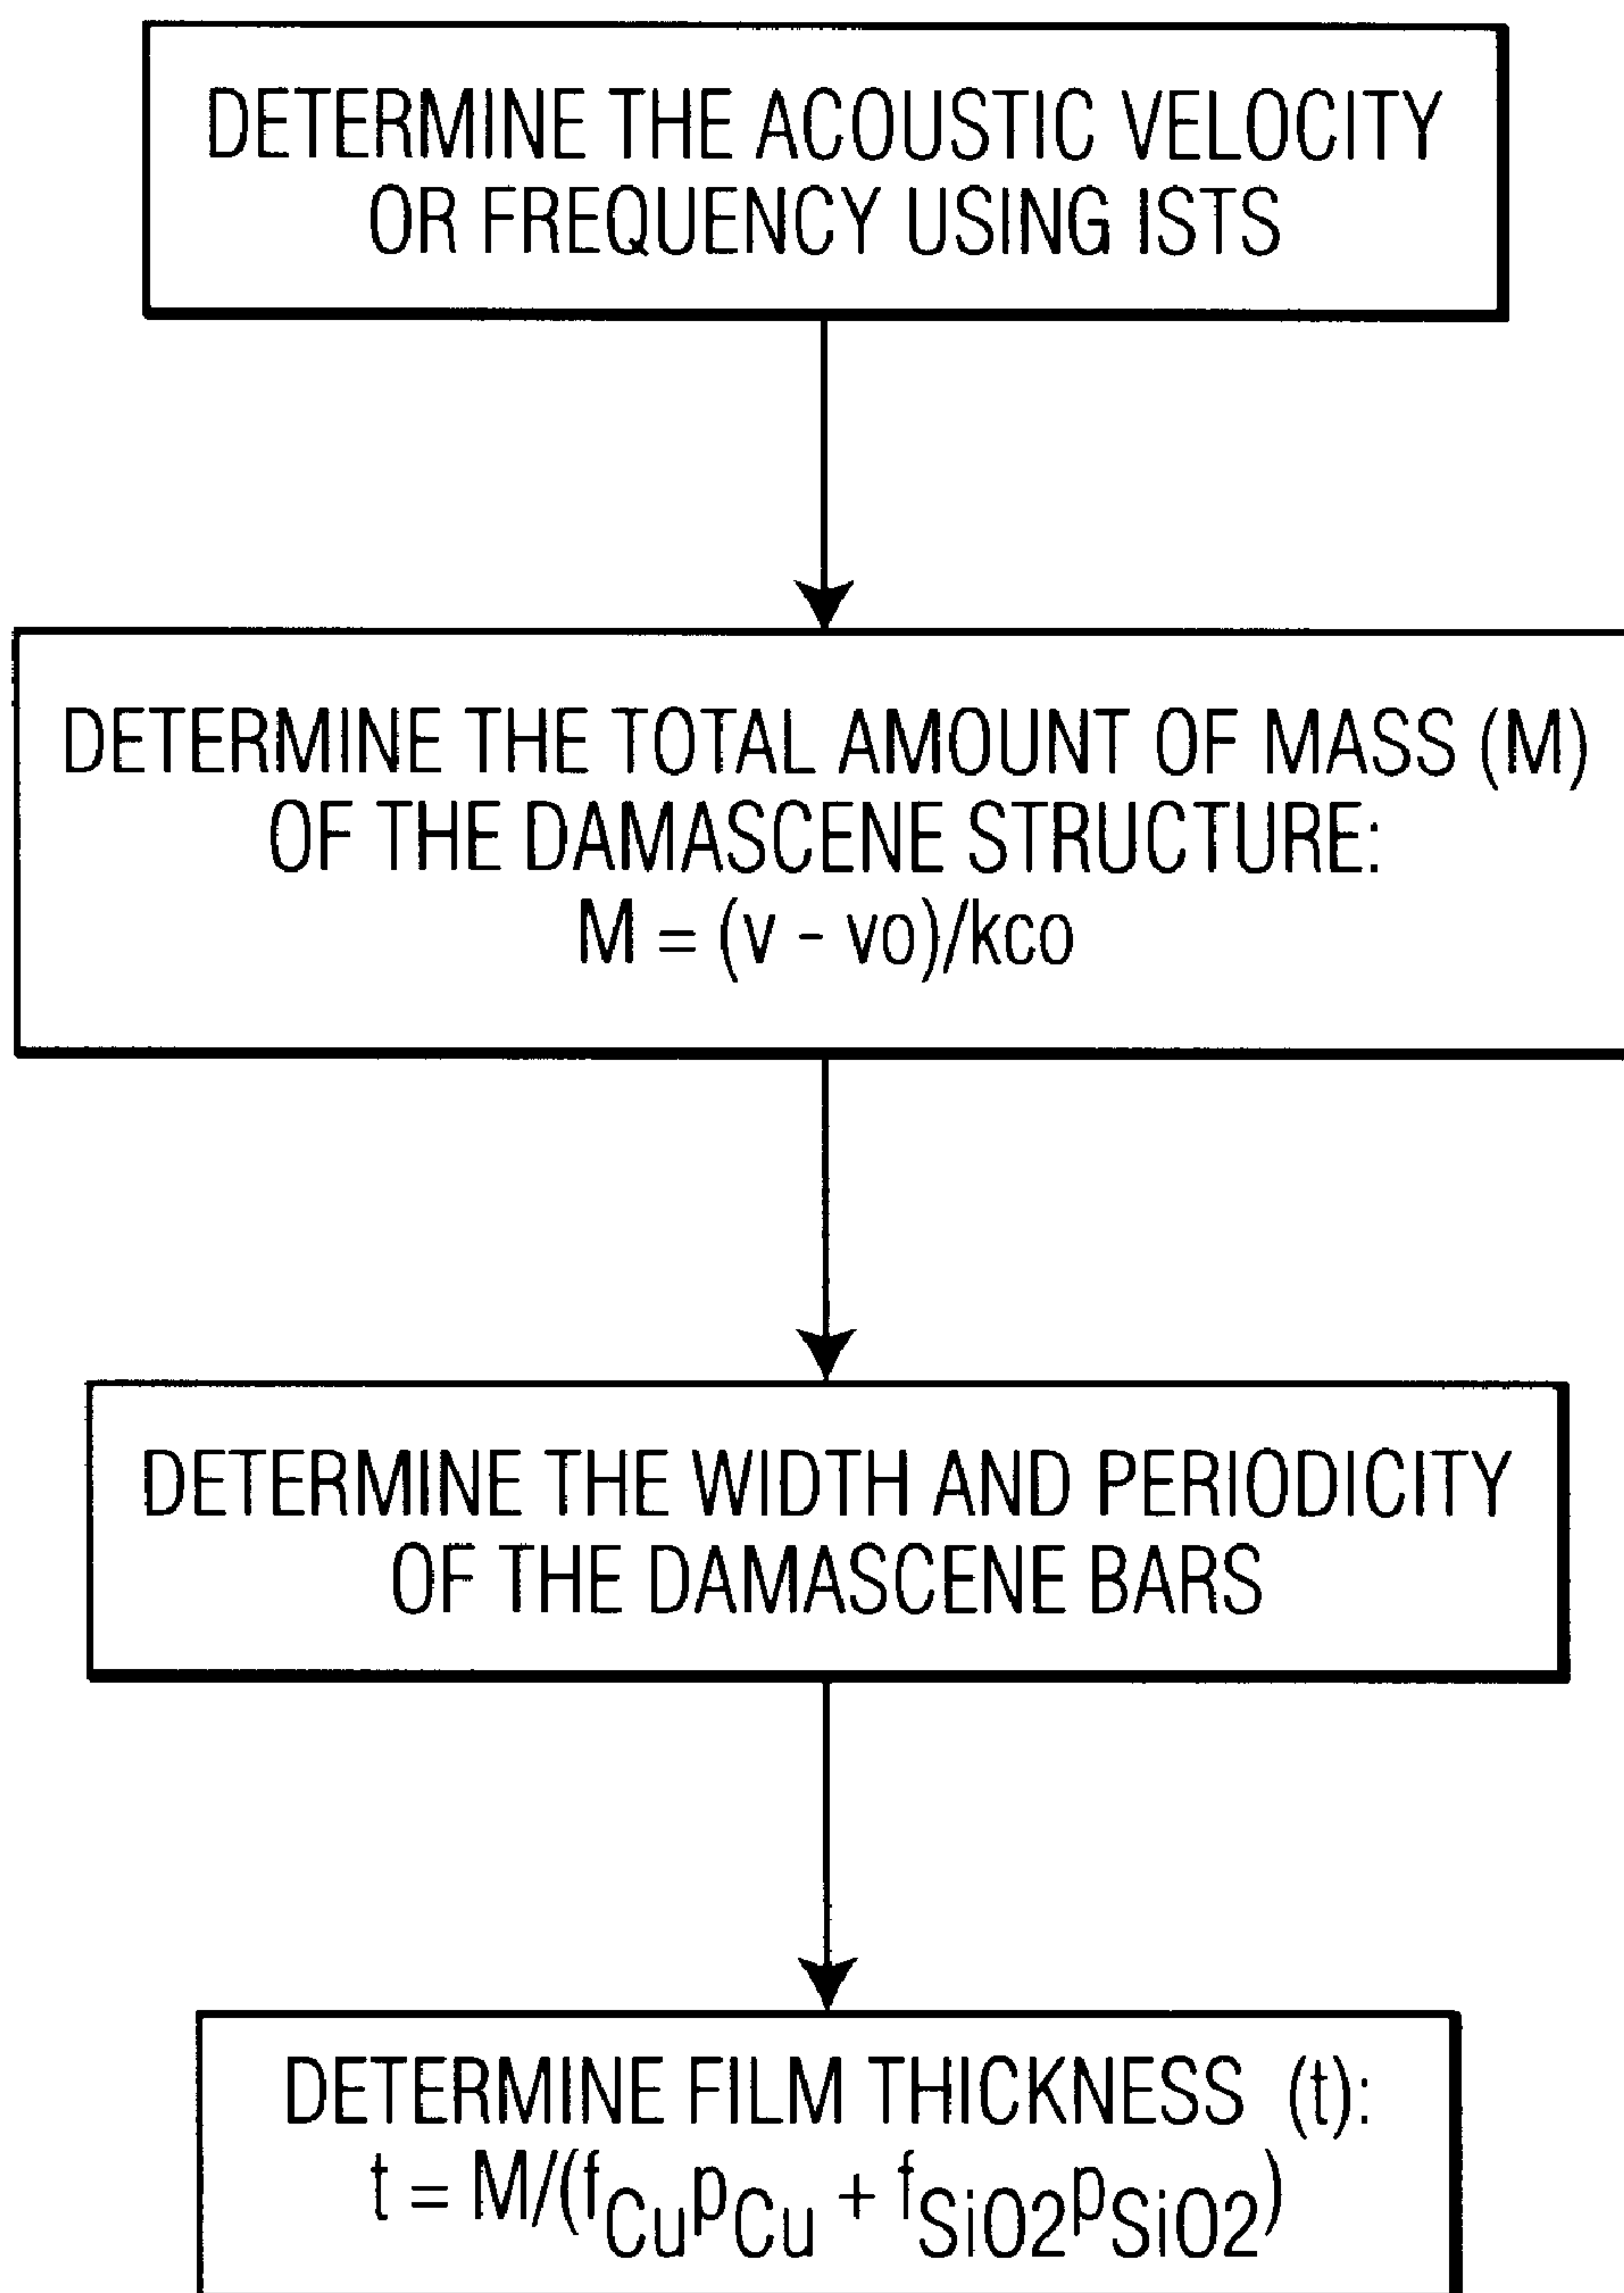 DETERMINE THE ACOUSTIC VELOCITY
OR FREQUENCY USING ISTS
DETERMINE THE TOTAL AMOUNT OF MASS (M)
OF THE DAMASCENE STRUCTURE:
M = (v - vo)/kco
DETERMINE THE WIDTH AND PERIODICITY
OF THE DAMASCENE BARS
DETERMINE FILM THICKNESS (t):
t = M/(fCupCu + fSiO2pSiO2)